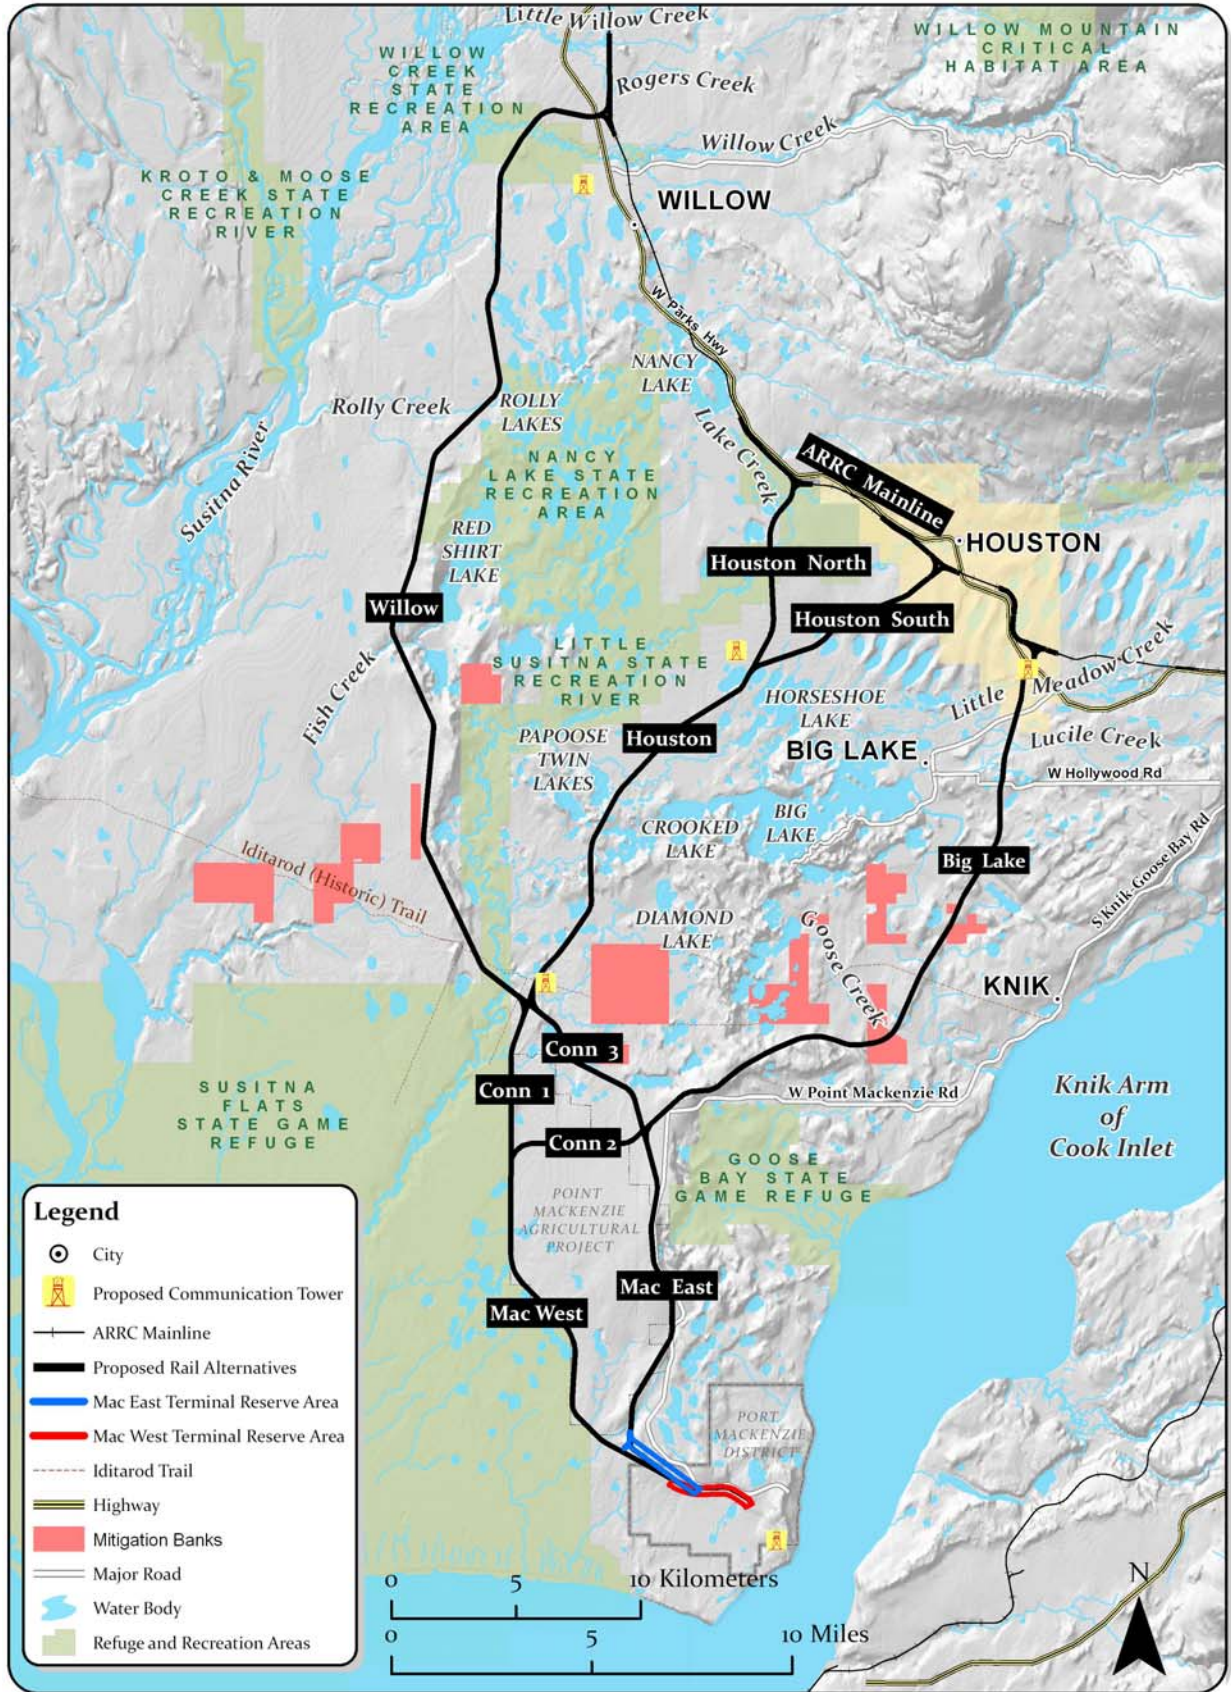 Little Willow Creek
WILLOW MOUNTAIN
CRITICAL
HABITAT AREA
WILLOW
CREEK
STATE
RECREATION
AREA
Rogers Creek
Willow Creek
KROTO & MOOSE
CREEK STATE
RECREATION
RIVER
WILLOW
W Parks Hwy
NANCY
LAKE
Rolly Creek
ROLLY
LAKES
Lake Creek
Susitna River
NANCY
LAKE STATE
RECREATION
AREA
ARRC Mainline
RED
SHIRT
LAKE
HOUSTON
Houston North
Willow
Houston South
Fish Creek
LITTLE
SUSITNA STATE
RECREATION
RIVER
HORSESHOE
LAKE
Little Meadow Creek
Houston
PAPOOSE
TWIN
LAKES
BIG LAKE
Lucile Creek
W Hollywood Rd
CROOKED
LAKE
BIG
LAKE
Big Lake
S Knik-Goose Bay Rd
Iditarod (Historic) Trail
DIAMOND
LAKE
Goose Creek
KNIK
Conn 3
Conn 1
W Point Mackenzie Rd
Knik Arm
of
Cook Inlet
SUSITNA
FLATS
STATE GAME
REFUGE
Conn 2
GOOSE
BAY STATE
GAME REFUGE
POINT
MACKENZIE
AGRICULTURAL
PROJECT
Mac East
Mac West
PORT
MACKENZIE
DISTRICT
Legend
City
Proposed Communication Tower
ARRC Mainline
Proposed Rail Alternatives
Mac East Terminal Reserve Area
Mac West Terminal Reserve Area
Iditarod Trail
Highway
Mitigation Banks
Major Road
Water Body
Refuge and Recreation Areas
0 5 10 Kilometers
0 5 10 Miles
N